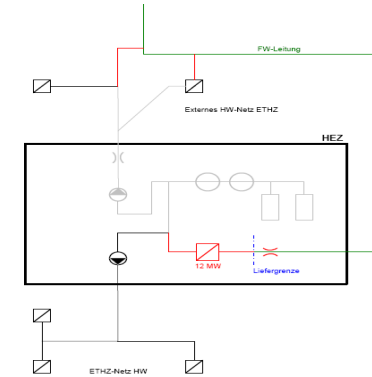 FW-Leitung
Externes HW-Netz ETHZ
HEZ
12 MW
Liefergrenze
ETHZ-Netz HW